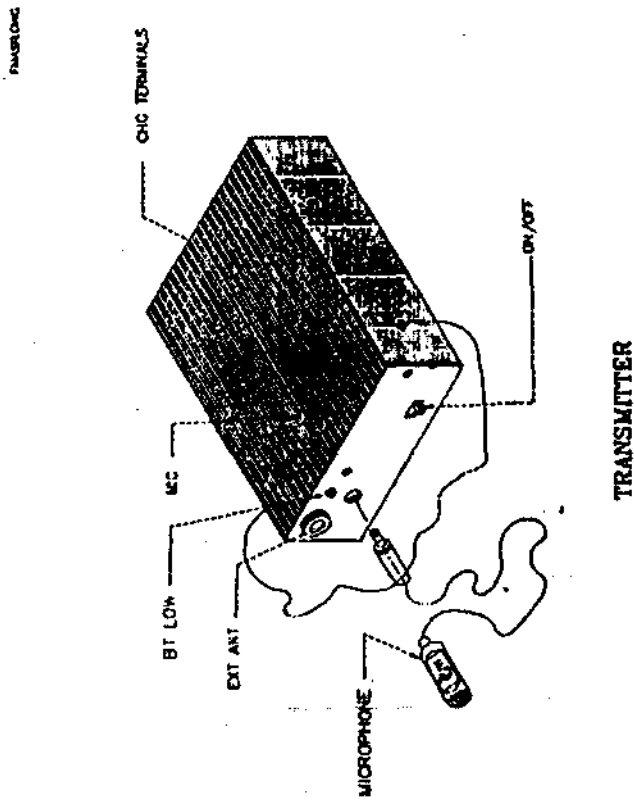 CHG TERMINALS
ON/OFF
MIC
BT LOW
EXT ANT
MICROPHONE
TRANSMITTER